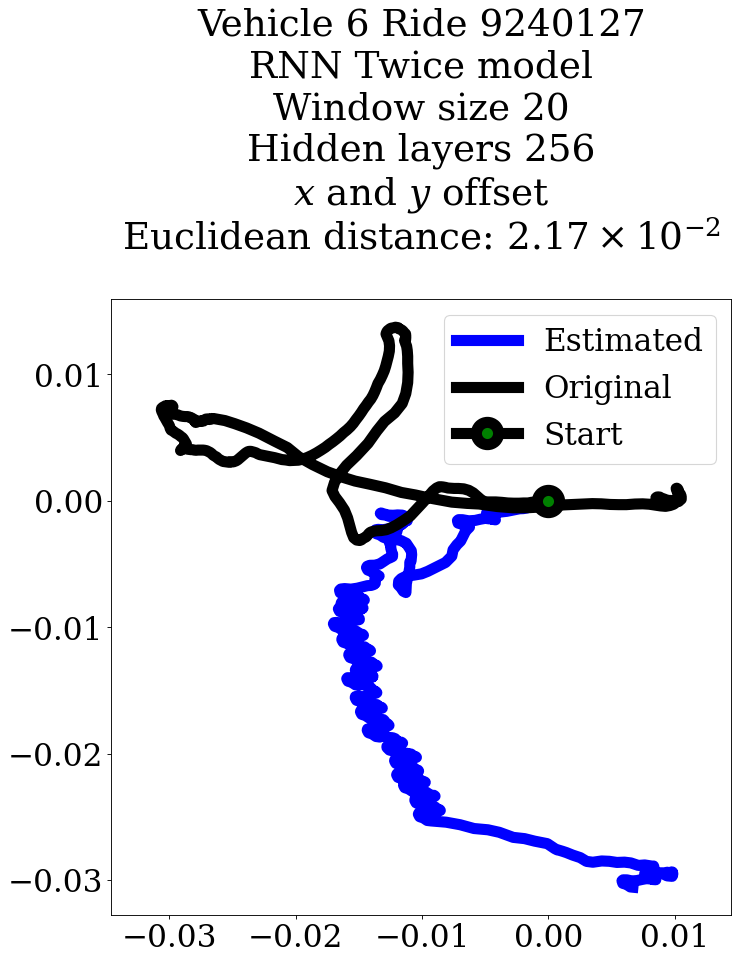 Vehicle 6 Ride 9240127
RNN Twice model
Window size 20
Hidden layers 256
x and y offset
Euclidean distance: 2.17 × 10⁻²
Estimated
Original
Start
0.01
0.00
−0.01
−0.02
−0.03
−0.03 −0.02 −0.01 0.00 0.01